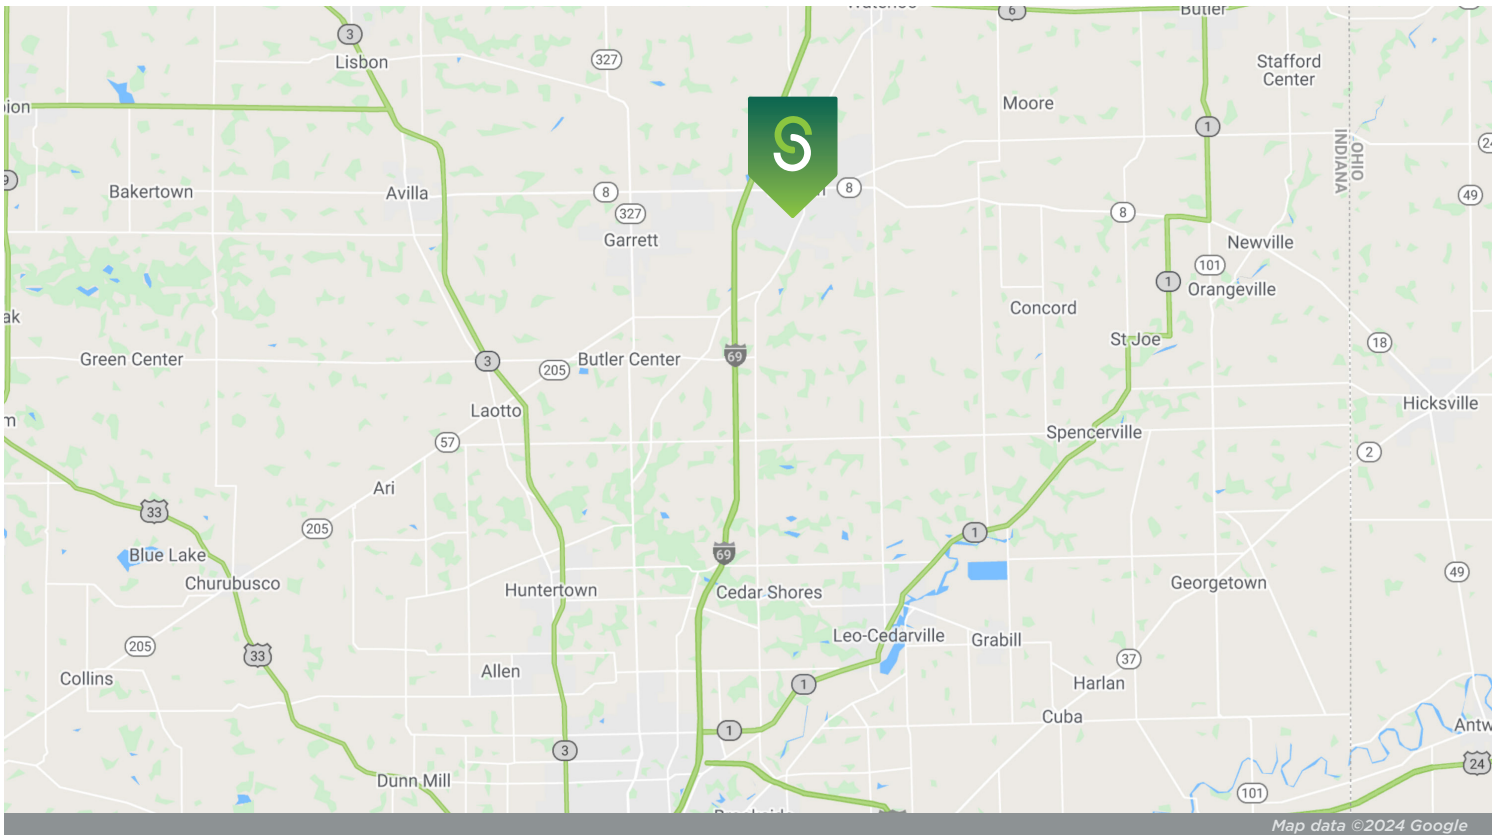 6
Butler
3
Lisbon
327
Stafford
Center
Moore
1
OHIO
INDIANA
49
Bakertown
Avilla
8
327
Garrett
8
8
Newville
101
1
Orangeville
Concord
St Joe
18
Green Center
3
205
Butler Center
69
Laotto
Hicksville
57
Spencerville
2
Ari
33
205
1
Blue Lake
Churubusco
69
Huntertown
Cedar Shores
Georgetown
49
205
33
Leo-Cedarville
Grabill
37
Collins
Allen
1
Harlan
Cuba
1
3
24
Dunn Mill
101
Map data ©2024 Google